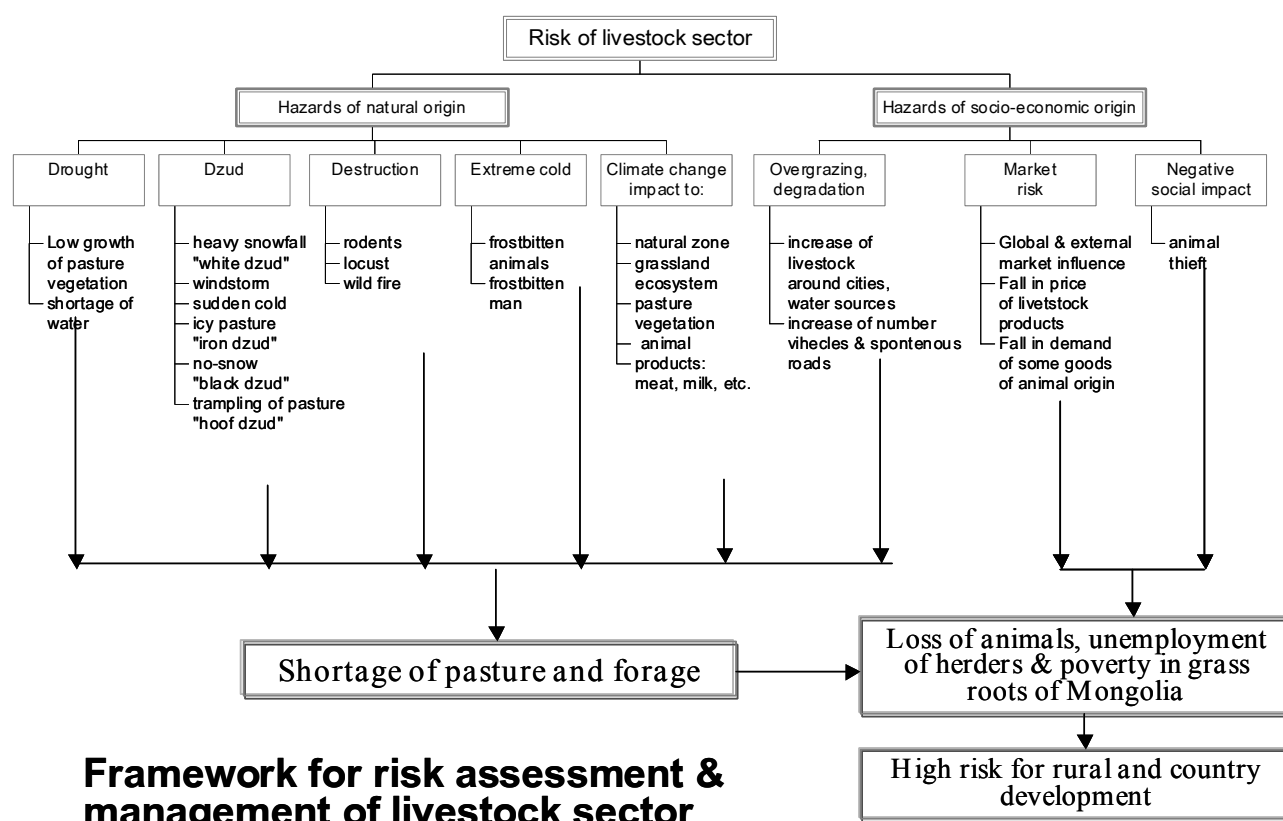 Risk of livestock sector
Hazards of natural origin
Hazards of socio-economic origin
Drought
Dzud
Destruction
Extreme cold
Climate change
impact to:
Overgrazing,
degradation
Market
risk
Negative
social impact
Low growth
of pasture
vegetation
shortage of
water
heavy snowfall
"white dzud"
windstorm
sudden cold
icy pasture
"iron dzud"
no-snow
"black dzud"
trampling of pasture
"hoof dzud"
rodents
locust
wild fire
frostbitten
animals
frostbitten
man
natural zone
grassland
ecosystem
pasture
vegetation
animal
products:
meat, milk, etc.
increase of
livestock
around cities,
water sources
increase of number
vihecles & spontenous
roads
Global & external
market influence
Fall in price
of livetstock
products
Fall in demand
of some goods
of animal origin
animal
thieft
Shortage of pasture and forage
Loss of animals, unemployment
of herders & poverty in grass
roots of Mongolia
High risk for rural and country
development
Framework for risk assessment &
management of livestock sector